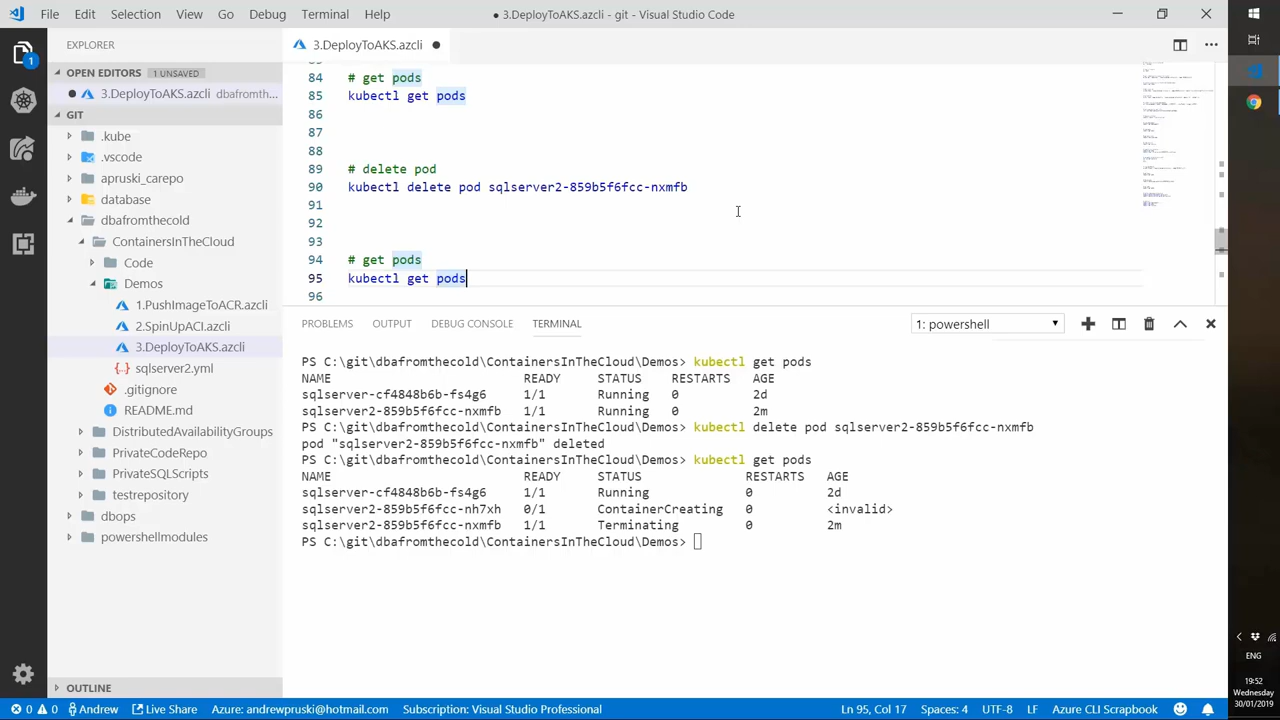 File Edit Selection View Go Debug Terminal Help
● 3.DeployToAKS.azcli - git - Visual Studio Code
EXPLORER
OPEN EDITORS 1 UNSAVED
● 3.DeployToAKS.azcli dbafromth...
GIT
.kube
.vscode
apruski_carepo
database
dbafromthecold
ContainersInTheCloud
Code
Demos
1.PushImageToACR.azcli
2.SpinUpACI.azcli
3.DeployToAKS.azcli
sqlserver2.yml
.gitignore
README.md
DistributedAvailabilityGroups
PrivateCodeRepo
PrivateSQLScripts
testrepository
dbops
powershellmodules
OUTLINE
1
3.DeployToAKS.azcli ●
84 # get pods
85 kubectl get pods
86
87
88
89 # delete pod
90 kubectl delete pod sqlserver2-859b5f6fcc-nxmfb
91
92
93
94 # get pods
95 kubectl get pods
96
PROBLEMS OUTPUT DEBUG CONSOLE TERMINAL 1: powershell
PS C:\git\dbafromthecold\ContainersInTheCloud\Demos> kubectl get pods
NAME READY STATUS RESTARTS AGE
sqlserver-cf4848b6b-fs4g6 1/1 Running 0 2d
sqlserver2-859b5f6fcc-nxmfb 1/1 Running 0 2m
PS C:\git\dbafromthecold\ContainersInTheCloud\Demos> kubectl delete pod sqlserver2-859b5f6fcc-nxmfb
pod "sqlserver2-859b5f6fcc-nxmfb" deleted
PS C:\git\dbafromthecold\ContainersInTheCloud\Demos> kubectl get pods
NAME READY STATUS RESTARTS AGE
sqlserver-cf4848b6b-fs4g6 1/1 Running 0 2d
sqlserver2-859b5f6fcc-nh7xh 0/1 ContainerCreating 0 <invalid>
sqlserver2-859b5f6fcc-nxmfb 1/1 Terminating 0 2m
PS C:\git\dbafromthecold\ContainersInTheCloud\Demos>
0 0 Andrew Live Share Azure: andrewpruski@hotmail.com Subscription: Visual Studio Professional Ln 95, Col 17 Spaces: 4 UTF-8 LF Azure CLI Scrapbook
ENG
19:52
Wednesday
30/01/2019